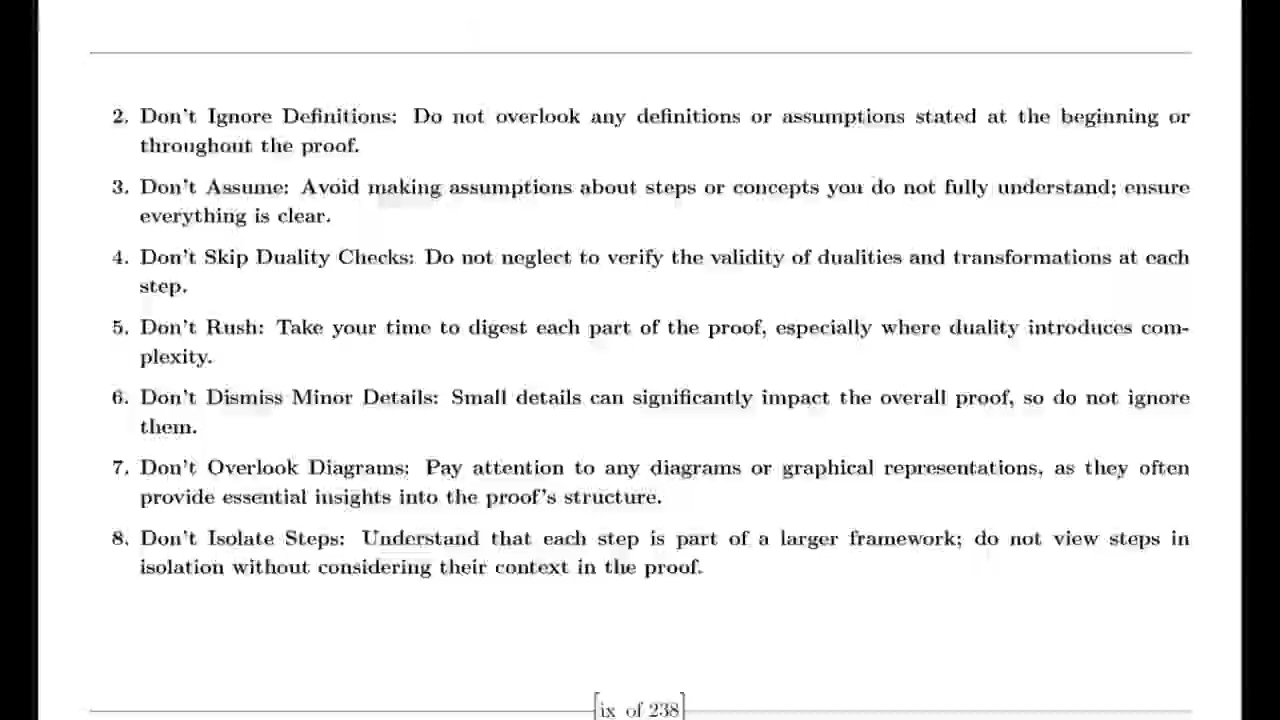 2. Don't Ignore Definitions: Do not overlook any definitions or assumptions stated at the beginning or
throughout the proof.
3. Don't Assume: Avoid making assumptions about steps or concepts you do not fully understand; ensure
everything is clear.
4. Don't Skip Duality Checks: Do not neglect to verify the validity of dualities and transformations at each
step.
5. Don't Rush: Take your time to digest each part of the proof, especially where duality introduces com-
plexity.
6. Don't Dismiss Minor Details: Small details can significantly impact the overall proof, so do not ignore
them.
7. Don't Overlook Diagrams: Pay attention to any diagrams or graphical representations, as they often
provide essential insights into the proof's structure.
8. Don't Isolate Steps: Understand that each step is part of a larger framework; do not view steps in
isolation without considering their context in the proof.
[ix of 238]